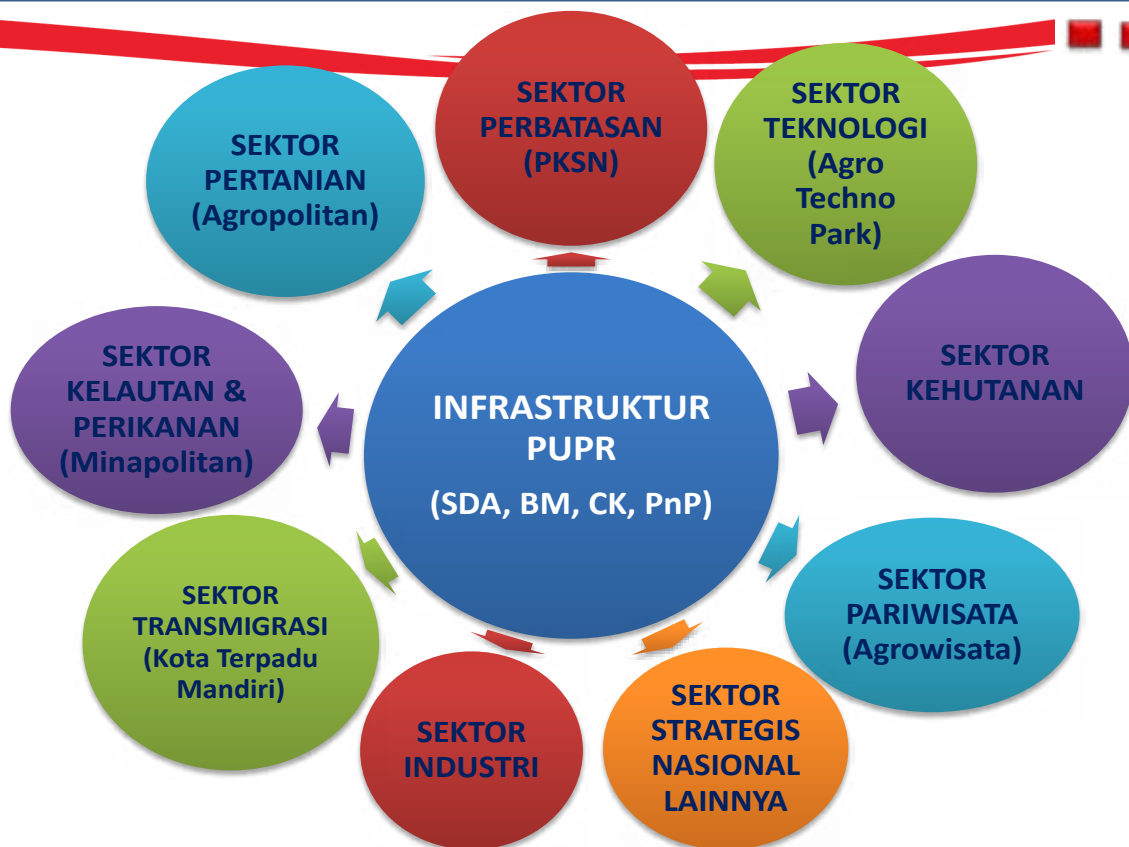 SEKTOR
PERBATASAN
(PKSN)
SEKTOR
TEKNOLOGI
(Agro
Techno
Park)
SEKTOR
KEHUTANAN
SEKTOR
PARIWISATA
(Agrowisata)
SEKTOR
STRATEGIS
NASIONAL
LAINNYA
SEKTOR
INDUSTRI
SEKTOR
TRANSMIGRASI
(Kota Terpadu
Mandiri)
SEKTOR
KELAUTAN &
PERIKANAN
(Minapolitan)
SEKTOR
PERTANIAN
(Agropolitan)
INFRASTRUKTUR
PUPR
(SDA, BM, CK, PnP)